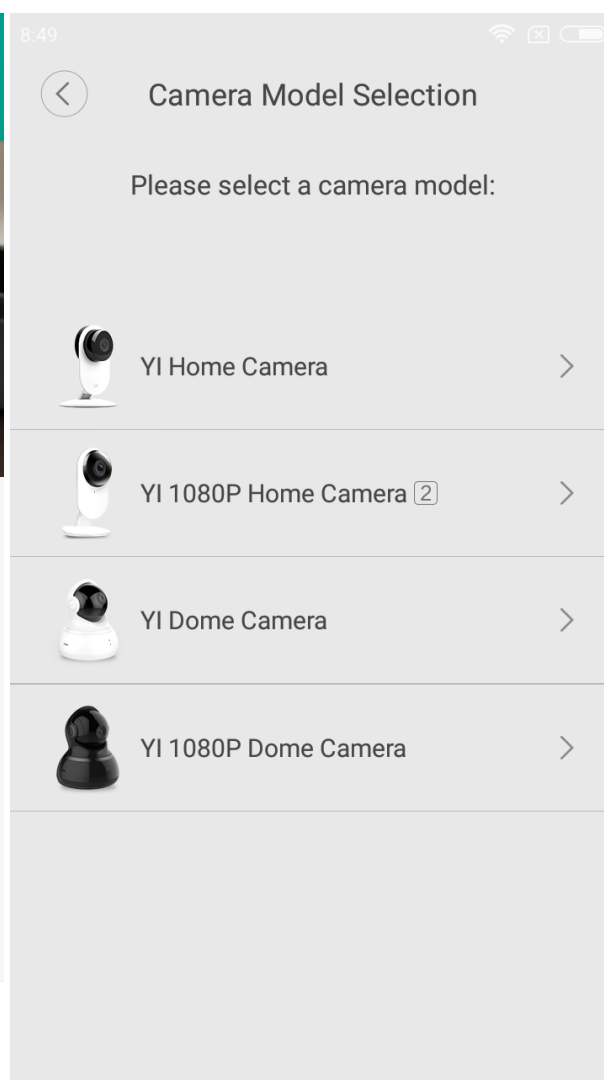 8:49
Camera Model Selection
Please select a camera model:
YI Home Camera
YI 1080P Home Camera 2
YI Dome Camera
YI 1080P Dome Camera